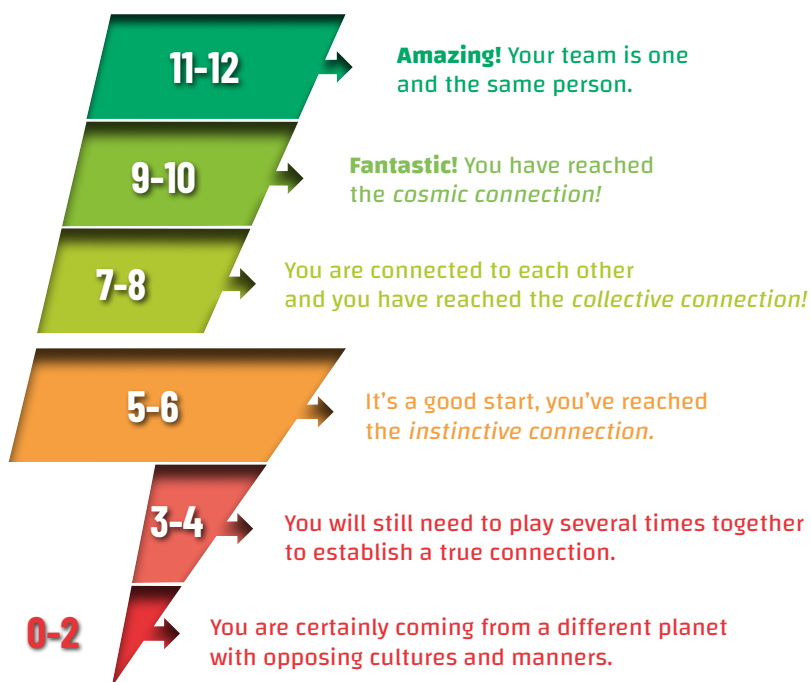 11-12
Amazing! Your team is one
and the same person.
9-10
Fantastic! You have reached
the cosmic connection!
7-8
You are connected to each other
and you have reached the collective connection!
5-6
It's a good start, you've reached
the instinctive connection.
3-4
You will still need to play several times together
to establish a true connection.
0-2
You are certainly coming from a different planet
with opposing cultures and manners.